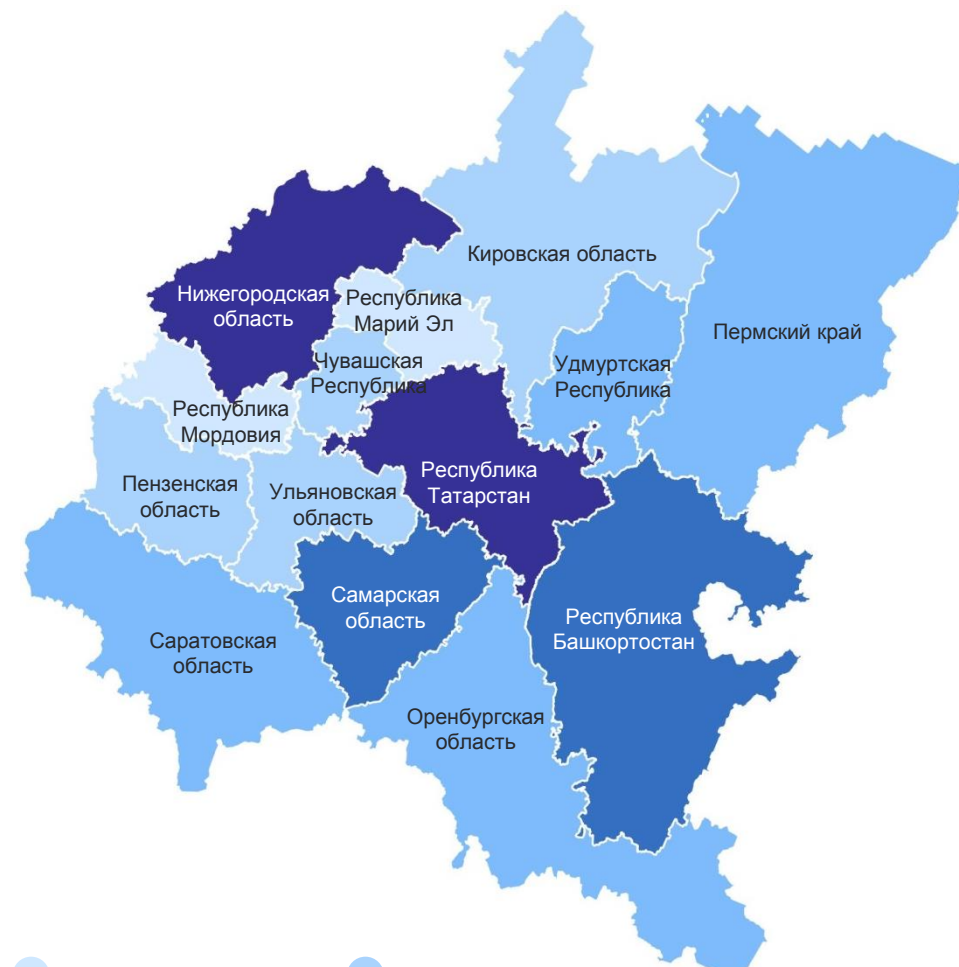 Кировская область
Нижегородская
область
Республика
Марий Эл
Пермский край
Чувашская
Республика
Удмуртская
Республика
Республика
Мордовия
Республика
Татарстан
Пензенская
область
Ульяновская
область
Самарская
область
Республика
Башкортостан
Саратовская
область
Оренбургская
область